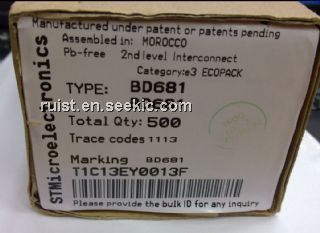 Manufactured under patent or patents pending
Assembled in: MOROCCO
Pb-free 2nd level Interconnect
Category:e3 ECOPACK
TYPE: BD681
ruist.en.seekic.com
Total Qty: 500
Trace codes 1113
Marking BD681
T1C13EY0013F
Please provide the bulk ID for any inquiry
STMicroelectronics